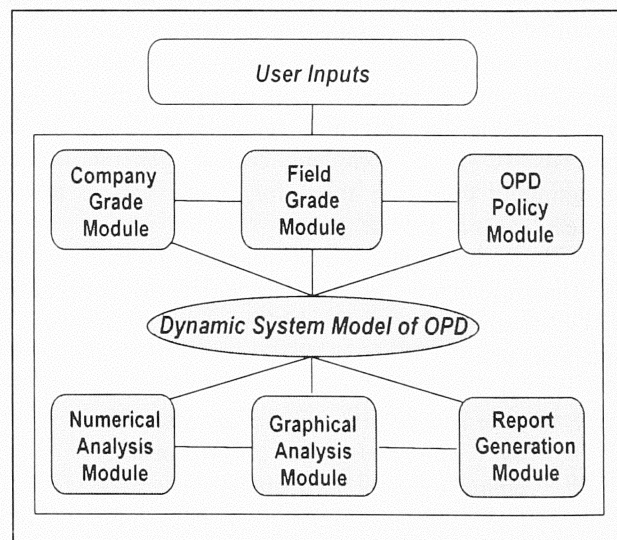 User Inputs
Company
Grade
Module
Field
Grade
Module
OPD
Policy
Module
Dynamic System Model of OPD
Numerical
Analysis
Module
Graphical
Analysis
Module
Report
Generation
Module